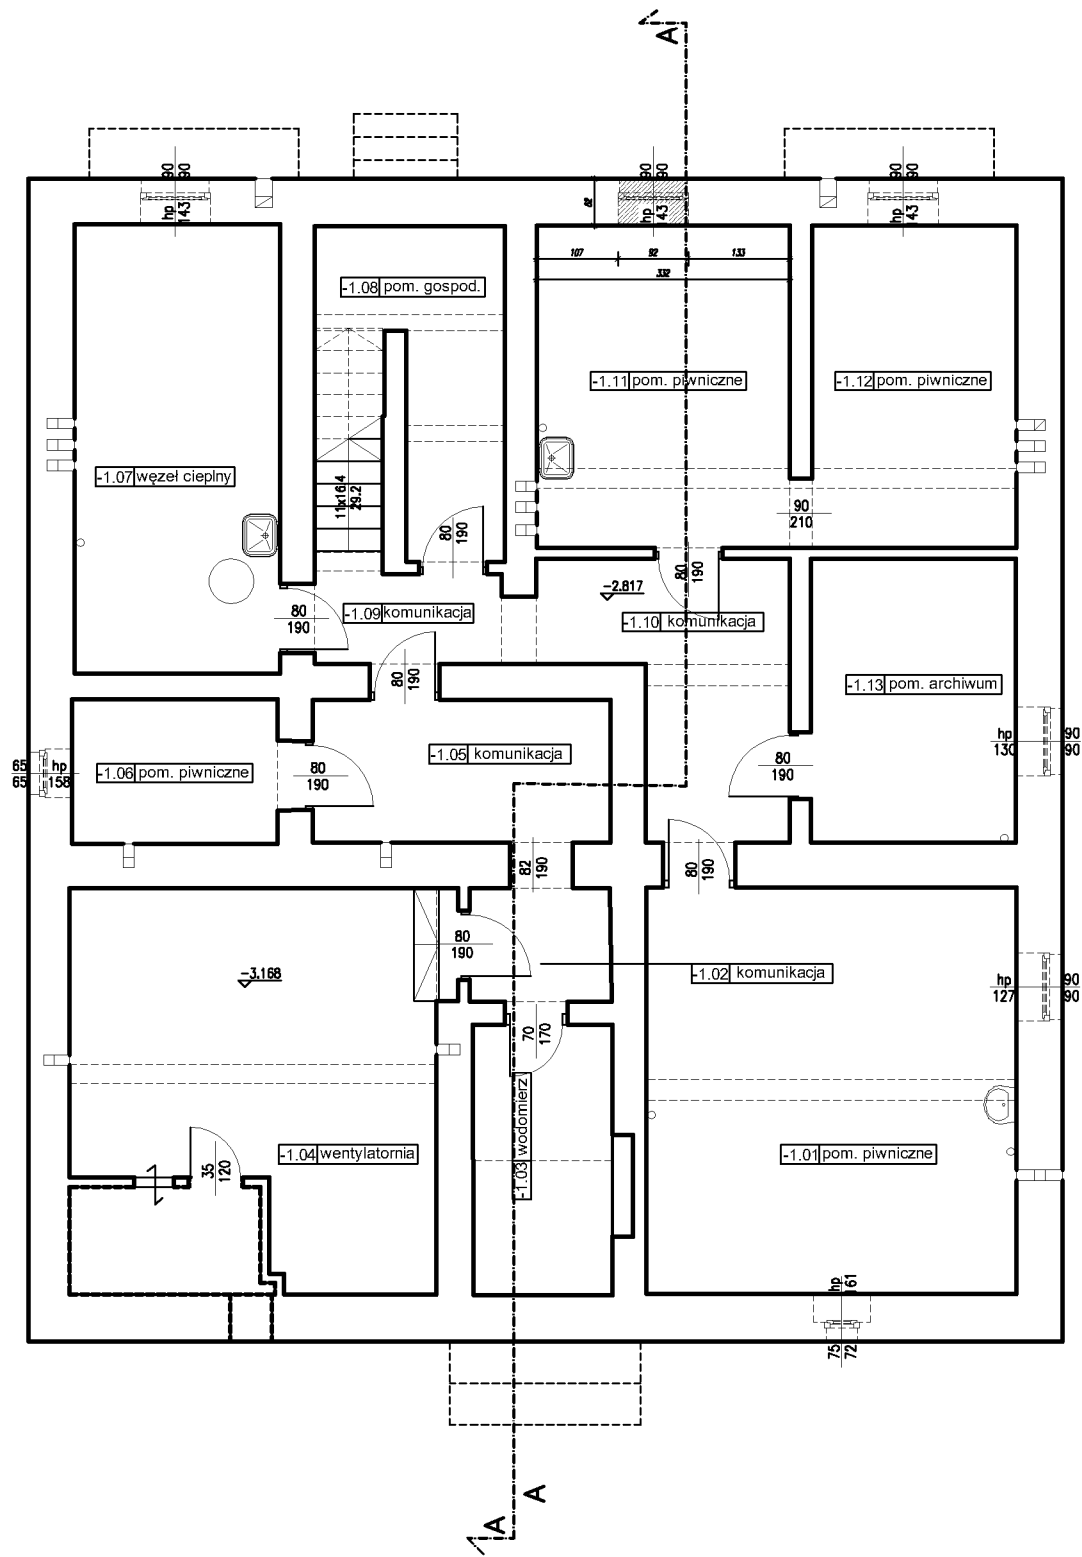 A
90
90
hp
143
90
90
hp
143
90
90
hp
143
62
107
92
133
332
-1.08 pom. gospod.
-1.11 pom. piwniczne
-1.12 pom. piwniczne
-1.07 węzeł cieplny
11x16.4
29.2
90
210
80
190
80
190
-2.817
80
190
-1.09 komunikacja
-1.10 komunikacja
80
190
-1.13 pom. archiwum
hp
130
90
90
65
65
hp
158
-1.06 pom. piwniczne
80
190
-1.05 komunikacja
80
190
82
190
80
190
80
190
-3.168
-1.02 komunikacja
hp
127
90
90
70
170
-1.03 wodomierz
-1.04 wentylatornia
35
120
-1.01 pom. piwniczne
hp
161
75
72
A
A